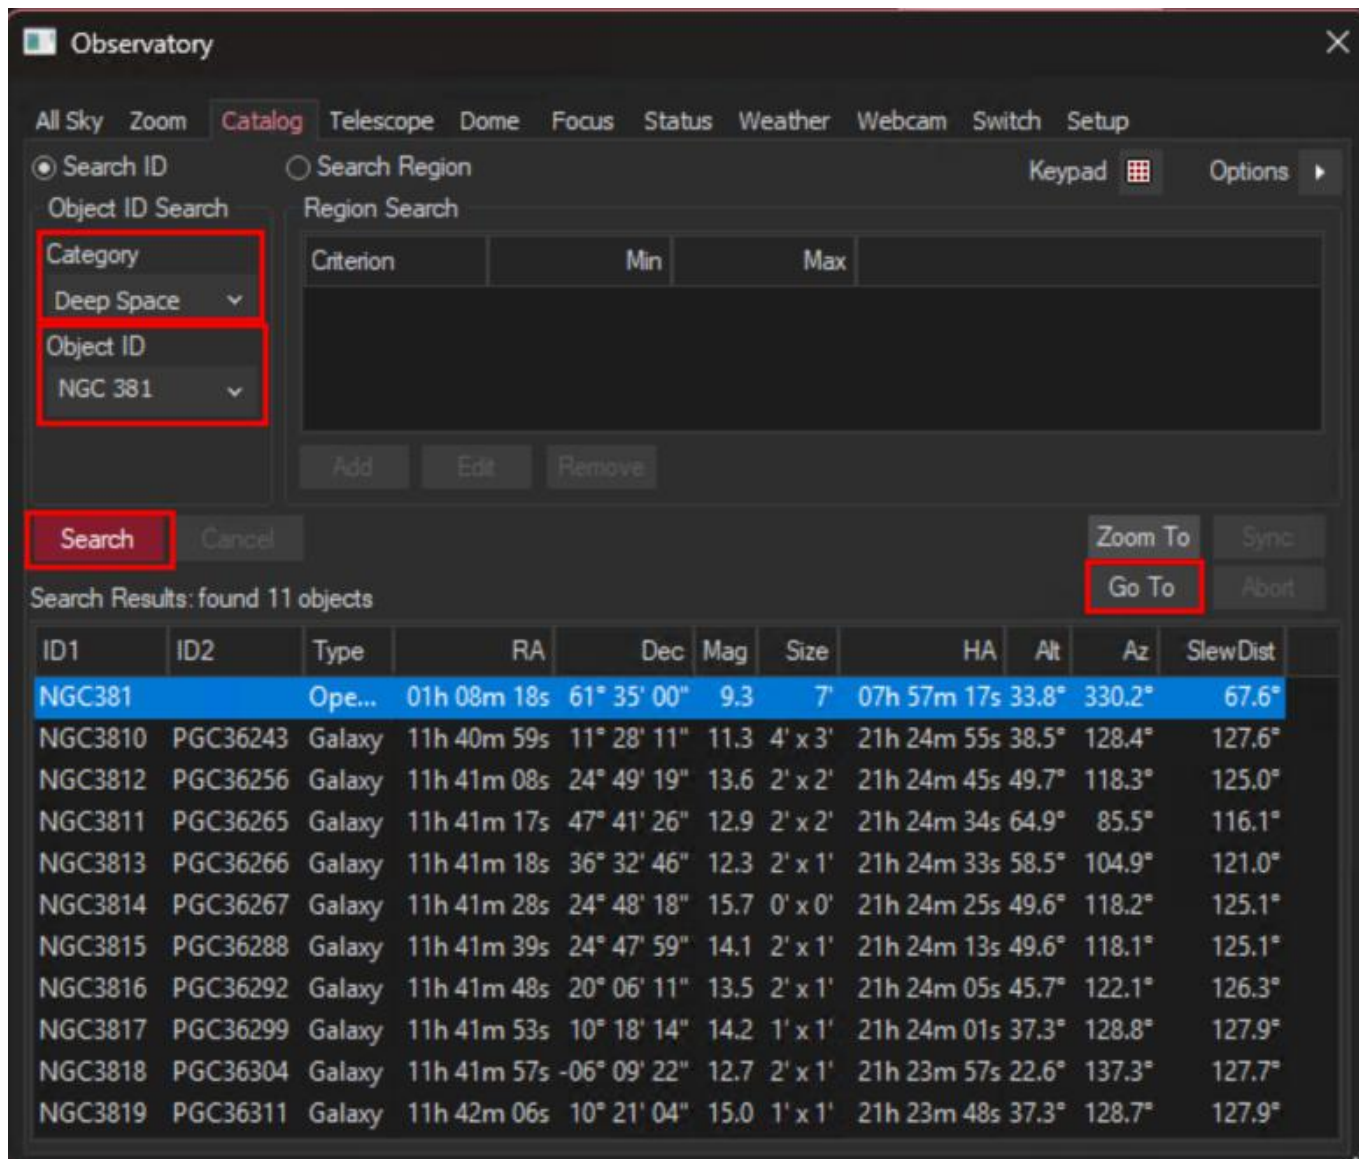 Observatory
All Sky Zoom Catalog Telescope Dome Focus Status Weather Webcam Switch Setup
Search ID Search Region Keypad Options
Object ID Search Region Search
Category
Criterion Min Max
Deep Space
Object ID
NGC 381
Add Edit Remove
Search Cancel Zoom To Sync
Search Results: found 11 objects Go To Abort
ID1 ID2 Type RA Dec Mag Size HA Alt Az SlewDist
NGC381 Ope... 01h 08m 18s 61° 35' 00" 9.3 7' 07h 57m 17s 33.8° 330.2° 67.6°
NGC3810 PGC36243 Galaxy 11h 40m 59s 11° 28' 11" 11.3 4' x 3' 21h 24m 55s 38.5° 128.4° 127.6°
NGC3812 PGC36256 Galaxy 11h 41m 08s 24° 49' 19" 13.6 2' x 2' 21h 24m 45s 49.7° 118.3° 125.0°
NGC3811 PGC36265 Galaxy 11h 41m 17s 47° 41' 26" 12.9 2' x 2' 21h 24m 34s 64.9° 85.5° 116.1°
NGC3813 PGC36266 Galaxy 11h 41m 18s 36° 32' 46" 12.3 2' x 1' 21h 24m 33s 58.5° 104.9° 121.0°
NGC3814 PGC36267 Galaxy 11h 41m 28s 24° 48' 18" 15.7 0' x 0' 21h 24m 25s 49.6° 118.2° 125.1°
NGC3815 PGC36288 Galaxy 11h 41m 39s 24° 47' 59" 14.1 2' x 1' 21h 24m 13s 49.6° 118.1° 125.1°
NGC3816 PGC36292 Galaxy 11h 41m 48s 20° 06' 11" 13.5 2' x 1' 21h 24m 05s 45.7° 122.1° 126.3°
NGC3817 PGC36299 Galaxy 11h 41m 53s 10° 18' 14" 14.2 1' x 1' 21h 24m 01s 37.3° 128.8° 127.9°
NGC3818 PGC36304 Galaxy 11h 41m 57s -06° 09' 22" 12.7 2' x 1' 21h 23m 57s 22.6° 137.3° 127.7°
NGC3819 PGC36311 Galaxy 11h 42m 06s 10° 21' 04" 15.0 1' x 1' 21h 23m 48s 37.3° 128.7° 127.9°